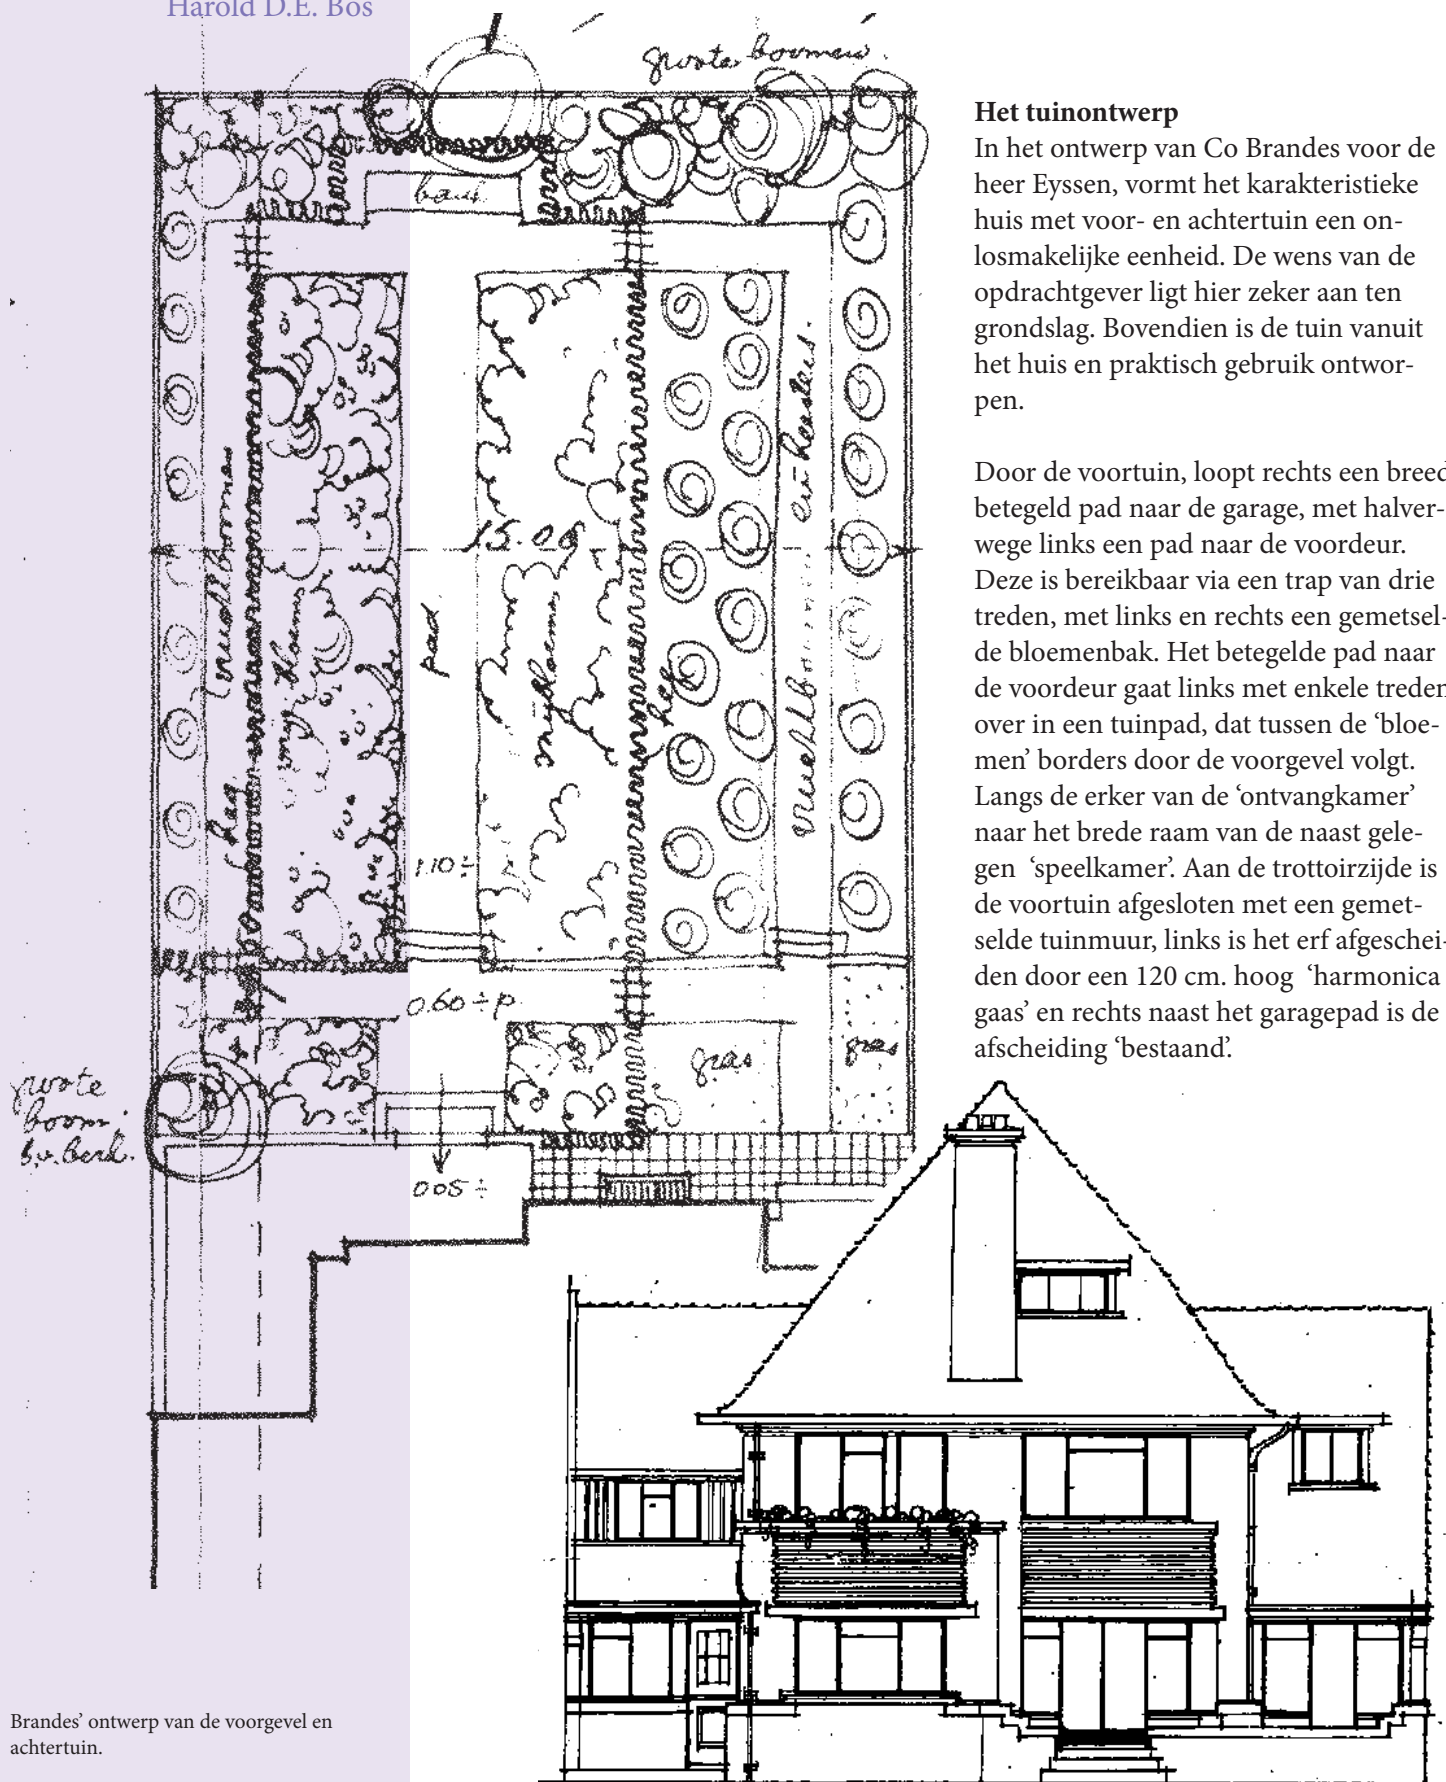 Harold D.E. Bos
groote boomen.
bank
vruchtboomen
haag
snijbloemen
pad.
15.00
snijbloemen
heg
vruchtboomen en heesters.
1.10 ÷
0.60 ÷ p.
gras
gras
groote
boom,
b.v. berk.
005 ÷
Het tuinontwerp
In het ontwerp van Co Brandes voor de
heer Eyssen, vormt het karakteristieke
huis met voor- en achtertuin een on-
losmakelijke eenheid. De wens van de
opdrachtgever ligt hier zeker aan ten
grondslag. Bovendien is de tuin vanuit
het huis en praktisch gebruik ontwor-
pen.
Door de voortuin, loopt rechts een breed
betegeld pad naar de garage, met halver-
wege links een pad naar de voordeur.
Deze is bereikbaar via een trap van drie
treden, met links en rechts een gemetsel-
de bloemenbak. Het betegelde pad naar
de voordeur gaat links met enkele treden
over in een tuinpad, dat tussen de ‘bloe-
men’ borders door de voorgevel volgt.
Langs de erker van de ‘ontvangkamer’
naar het brede raam van de naast gele-
gen ‘speelkamer’. Aan de trottoirzijde is
de voortuin afgesloten met een gemet-
selde tuinmuur, links is het erf afgeschei-
den door een 120 cm. hoog ‘harmonica
gaas’ en rechts naast het garagepad is de
afscheiding ‘bestaand’.
Brandes’ ontwerp van de voorgevel en
achtertuin.